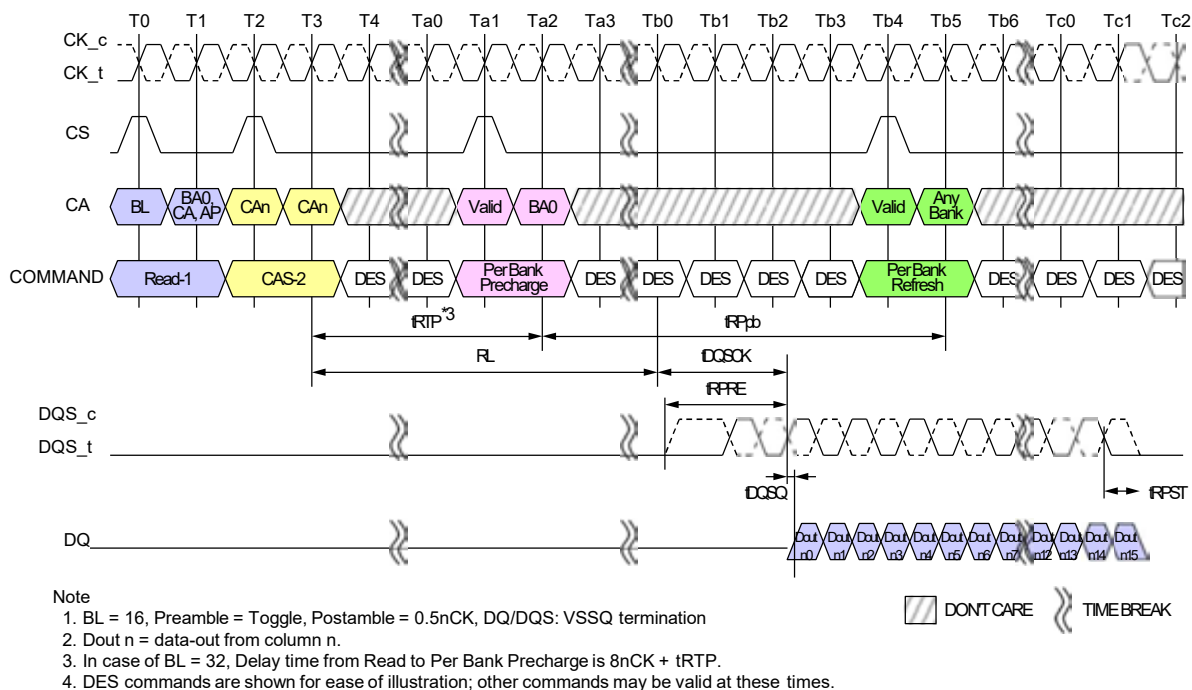 T0 T1 T2 T3 T4 Ta0 Ta1 Ta2 Ta3 Tb0 Tb1 Tb2 Tb3 Tb4 Tb5 Tb6 Tc0 Tc1 Tc2
CK_c
CK_t
CS
CA BL BA0, CA, AP CAn CAn Valid BA0 Valid Any Bank
COMMAND Read-1 CAS-2 DES DES Per Bank Precharge DES DES DES DES DES Per Bank Refresh DES DES DES DES
tRTP*3 tRPpb
RL tDQSCK
tRPRE
DQS_c
DQS_t
tDQSQ tRPST
DQ Dout n0 Dout n1 Dout n2 Dout n3 Dout n4 Dout n5 Dout n6 Dout n7 Dout n12 Dout n13 Dout n14 Dout n15
Note
1. BL = 16, Preamble = Toggle, Postamble = 0.5nCK, DQ/DQS: VSSQ termination
2. Dout n = data-out from column n.
3. In case of BL = 32, Delay time from Read to Per Bank Precharge is 8nCK + tRTP.
4. DES commands are shown for ease of illustration; other commands may be valid at these times.
DON'T CARE TIME BREAK